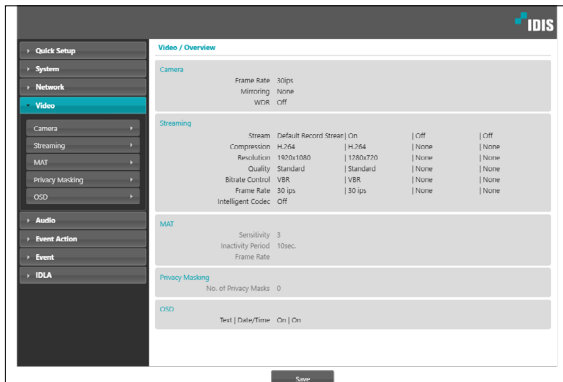 IDIS
Quick Setup
System
Network
Video
Camera
Streaming
MAT
Privacy Masking
OSD
Audio
Event Action
Event
IDLA
Video / Overview
Camera
Frame Rate 30ips
Mirroring None
WDR Off
Streaming
Stream Default Record Strear| On | Off | Off
Compression H.264 | H.264 | None | None
Resolution 1920x1080 | 1280x720 | None | None
Quality Standard | Standard | None | None
Bitrate Control VBR | VBR | None | None
Frame Rate 30 ips | 30 ips | None | None
Intelligent Codec Off
MAT
Sensitivity 3
Inactivity Period 10sec.
Frame Rate
Privacy Masking
No. of Privacy Masks 0
OSD
Text | Date/Time On | On
Save